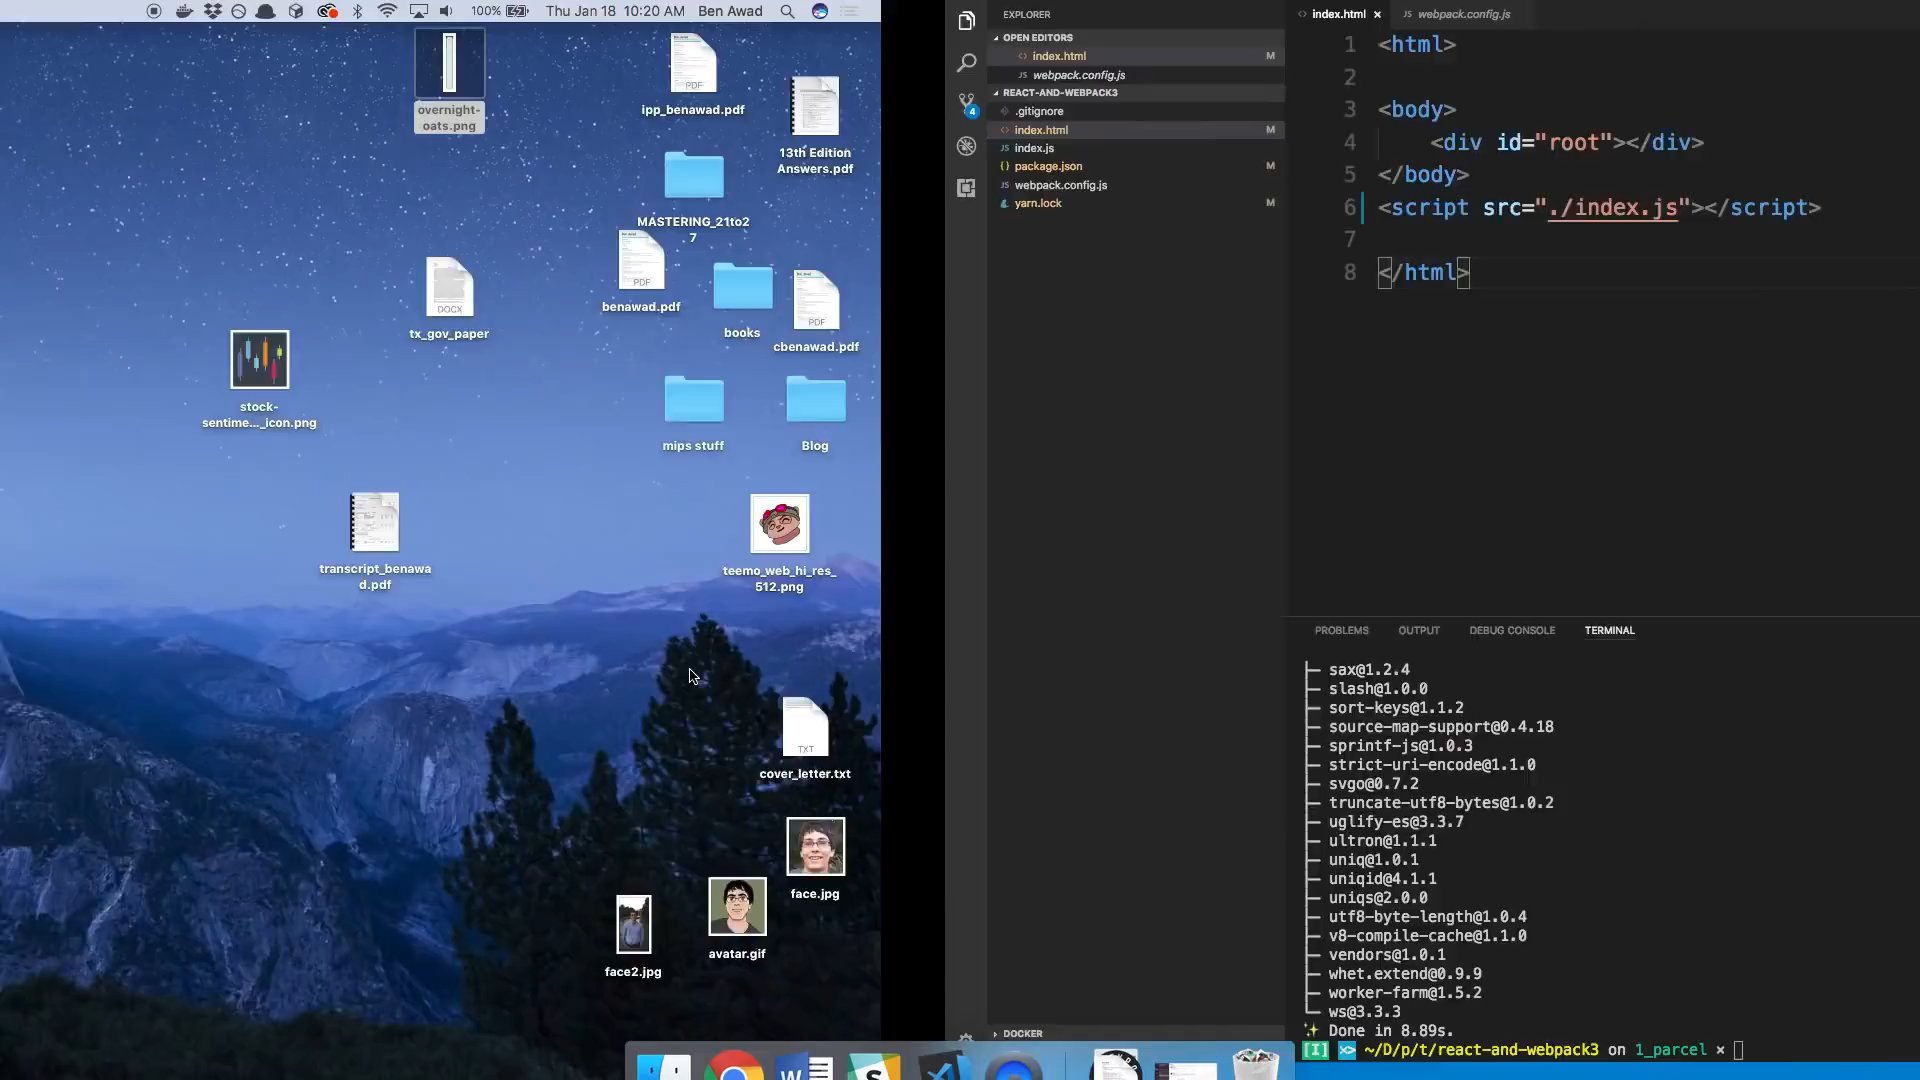 100%
Thu Jan 18 10:20 AM
Ben Awad
overnight-
oats.png
PDF
ipp_benawad.pdf
13th Edition
Answers.pdf
MASTERING_21to2
7
PDF
benawad.pdf
books
PDF
cbenawad.pdf
DOCX
tx_gov_paper
stock-
sentime..._icon.png
mips stuff
Blog
transcript_benawa
d.pdf
teemo_web_hi_res_
512.png
TXT
cover_letter.txt
face.jpg
avatar.gif
face2.jpg
4
EXPLORER
OPEN EDITORS
<> index.html M
JS webpack.config.js
REACT-AND-WEBPACK3
.gitignore
<> index.html M
JS index.js
{} package.json M
JS webpack.config.js
yarn.lock M
DOCKER
<> index.html ×
JS webpack.config.js
1 <html>
2
3 <body>
4 <div id="root"></div>
5 </body>
6 <script src="./index.js"></script>
7
8 </html>
PROBLEMS OUTPUT DEBUG CONSOLE TERMINAL
├─ sax@1.2.4
├─ slash@1.0.0
├─ sort-keys@1.1.2
├─ source-map-support@0.4.18
├─ sprintf-js@1.0.3
├─ strict-uri-encode@1.1.0
├─ svgo@0.7.2
├─ truncate-utf8-bytes@1.0.2
├─ uglify-es@3.3.7
├─ ultron@1.1.1
├─ uniq@1.0.1
├─ uniqid@4.1.1
├─ uniqs@2.0.0
├─ utf8-byte-length@1.0.4
├─ v8-compile-cache@1.1.0
├─ vendors@1.0.1
├─ whet.extend@0.9.9
├─ worker-farm@1.5.2
└─ ws@3.3.3
✨ Done in 8.89s.
[I] ~/D/p/t/react-and-webpack3 on 1_parcel ×
W
S